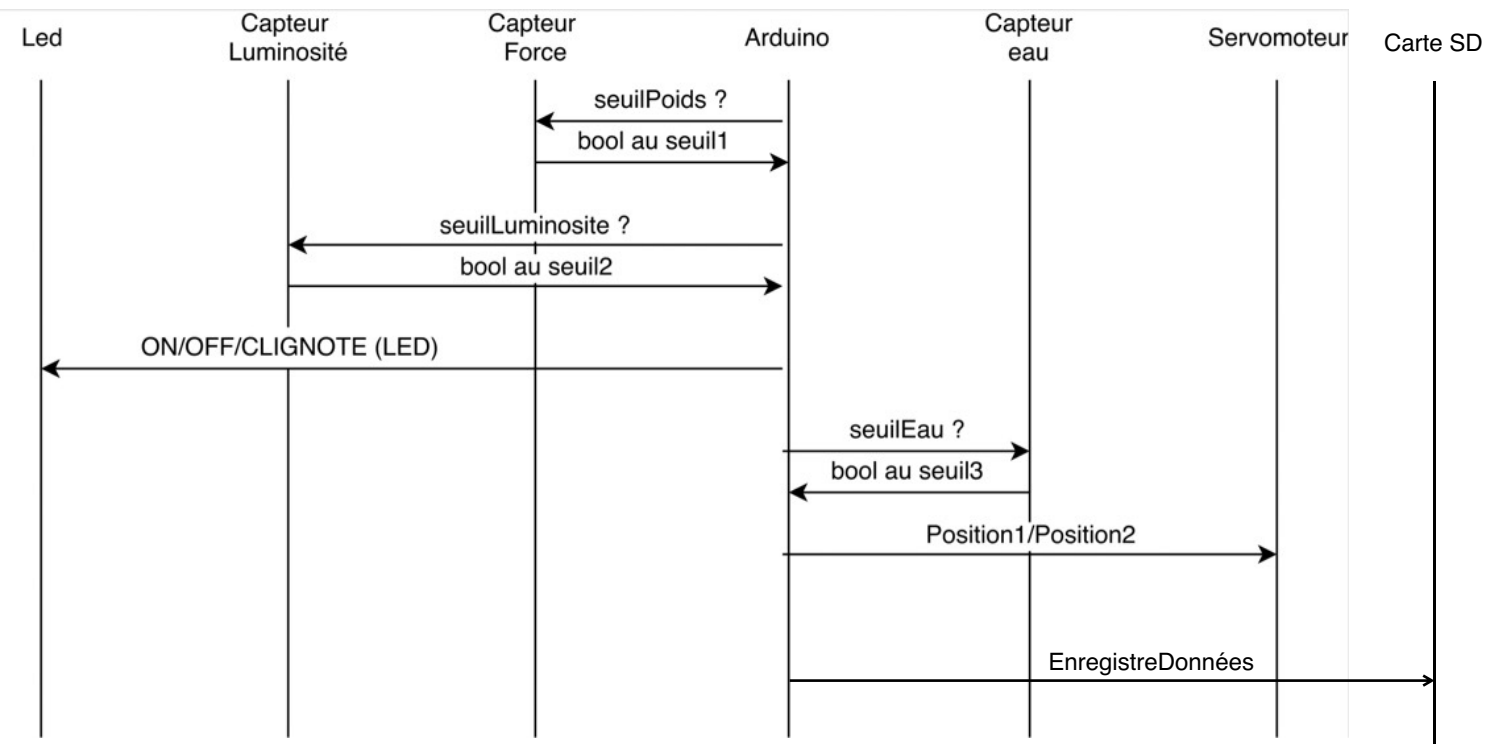 Led
Capteur
Luminosité
Capteur
Force
Arduino
Capteur
eau
Servomoteur
Carte SD
seuilPoids ?
bool au seuil1
seuilLuminosite ?
bool au seuil2
ON/OFF/CLIGNOTE (LED)
seuilEau ?
bool au seuil3
Position1/Position2
EnregistreDonnées